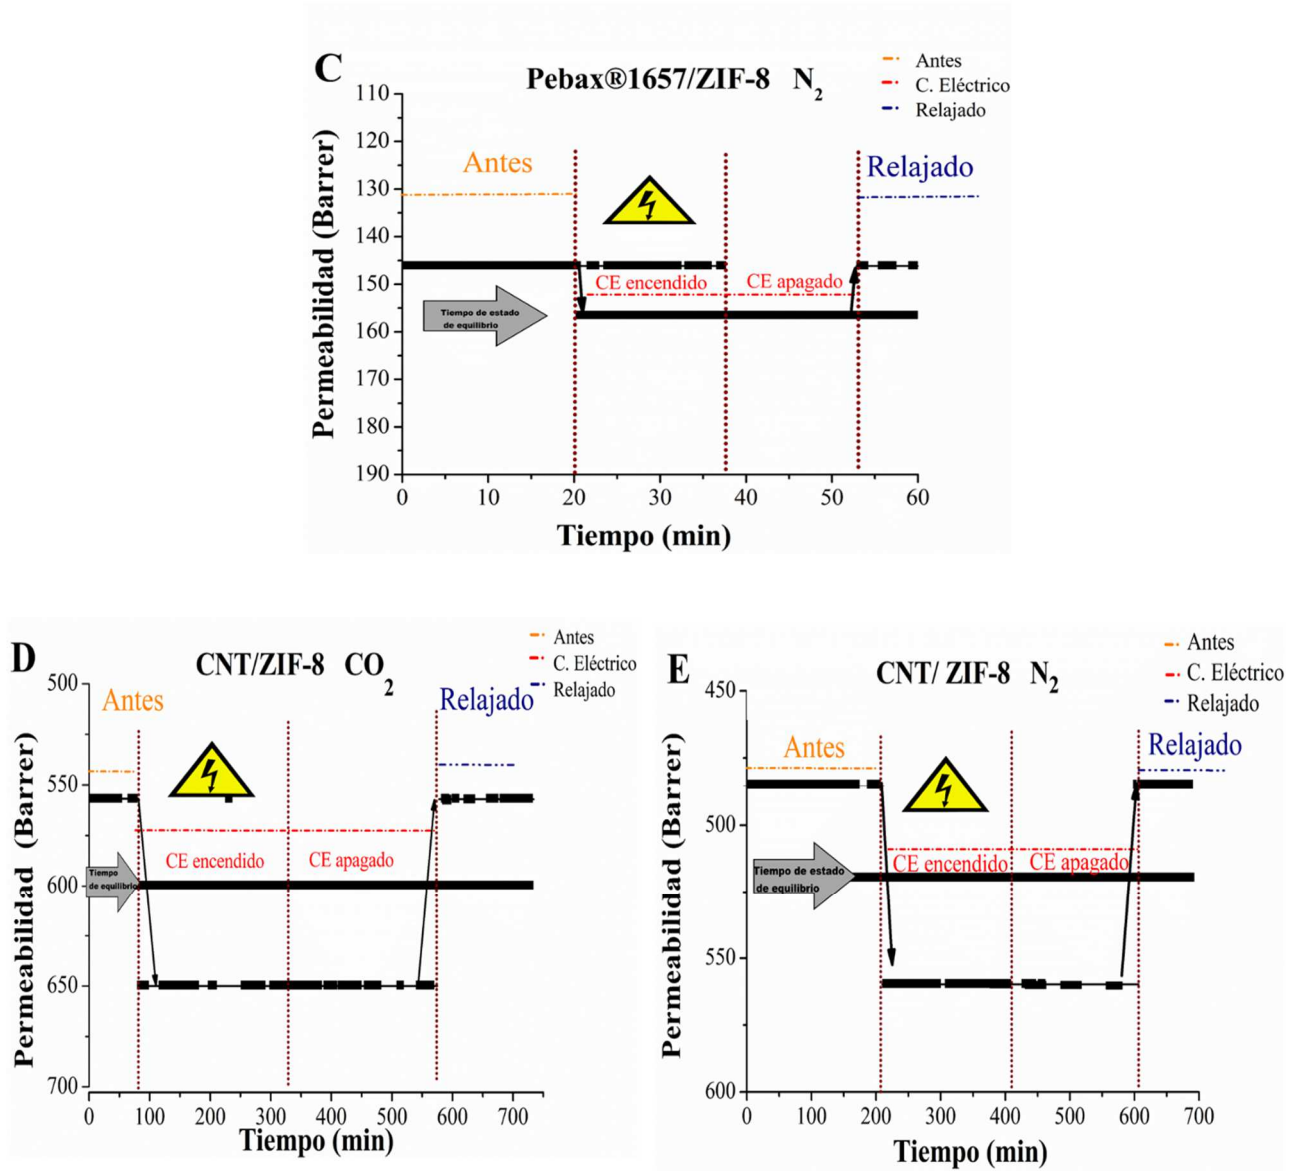 C
Pebax®1657/ZIF-8 N2
Antes
C. Eléctrico
Relajado
110
120
130
140
150
160
170
180
190
Permeabilidad (Barrer)
Antes
Relajado
CE encendido
CE apagado
Tiempo de estado
de equilibrio
0 10 20 30 40 50 60
Tiempo (min)
D
CNT/ZIF-8 CO2
Antes
C. Eléctrico
Relajado
500
550
600
650
700
Permeabilidad (Barrer)
Antes
Relajado
CE encendido
CE apagado
Tiempo
de equilibrio
0 100 200 300 400 500 600 700
Tiempo (min)
E
CNT/ ZIF-8 N2
Antes
C. Eléctrico
Relajado
450
500
550
600
Permeabilidad (Barrer)
Antes
Relajado
CE encendido
CE apagado
Tiempo de estado
de equilibrio
0 100 200 300 400 500 600 700
Tiempo (min)